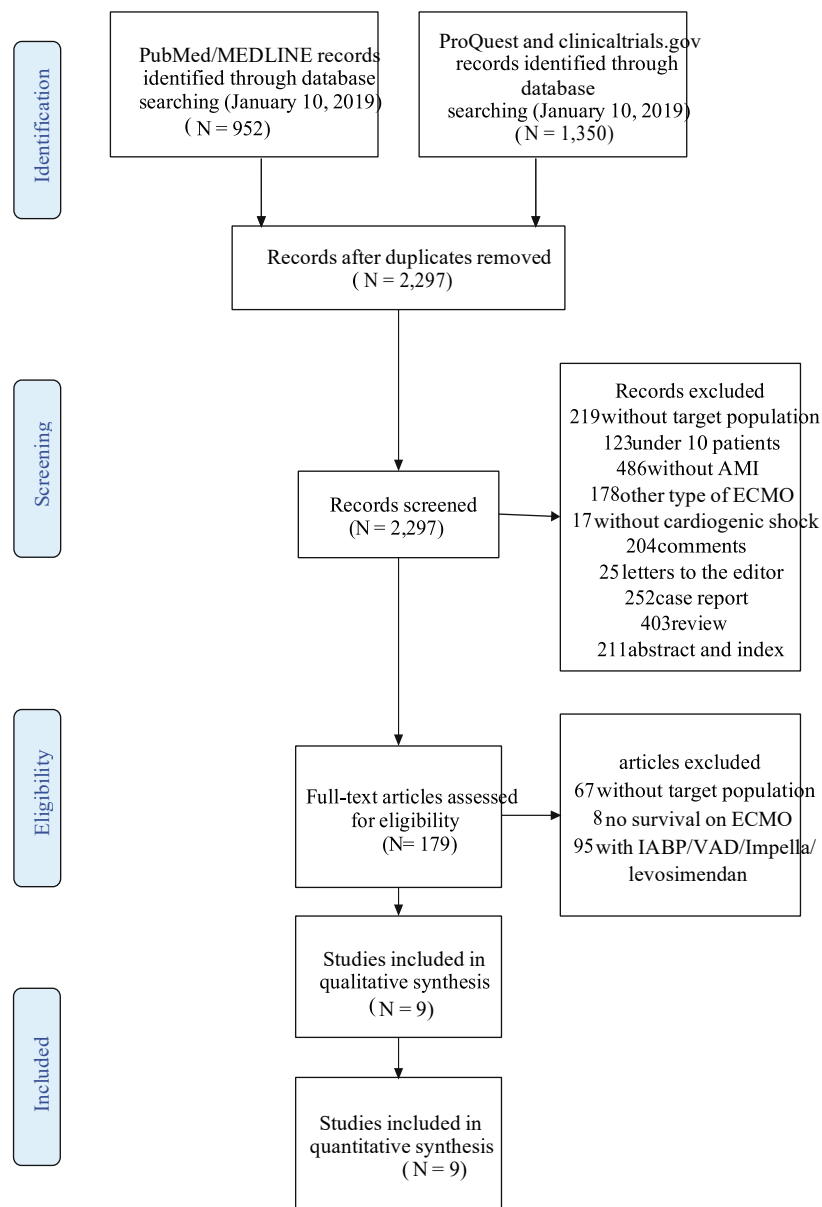 Identification
PubMed/MEDLINE records
identified through database
searching (January 10, 2019)
( N = 952)
ProQuest and clinicaltrials.gov
records identified through
database
searching (January 10, 2019)
(N = 1,350)
Records after duplicates removed
( N = 2,297)
Screening
Records screened
(N = 2,297)
Records excluded
219without target population
123under 10 patients
486without AMI
178other type of ECMO
17without cardiogenic shock
204comments
25letters to the editor
252case report
403review
211abstract and index
Eligibility
Full-text articles assessed
for eligibility
(N= 179)
articles excluded
67without target population
8 no survival on ECMO
95 with IABP/VAD/Impella/
levosimendan
Included
Studies included in
qualitative synthesis
( N = 9)
Studies included in
quantitative synthesis
( N = 9)